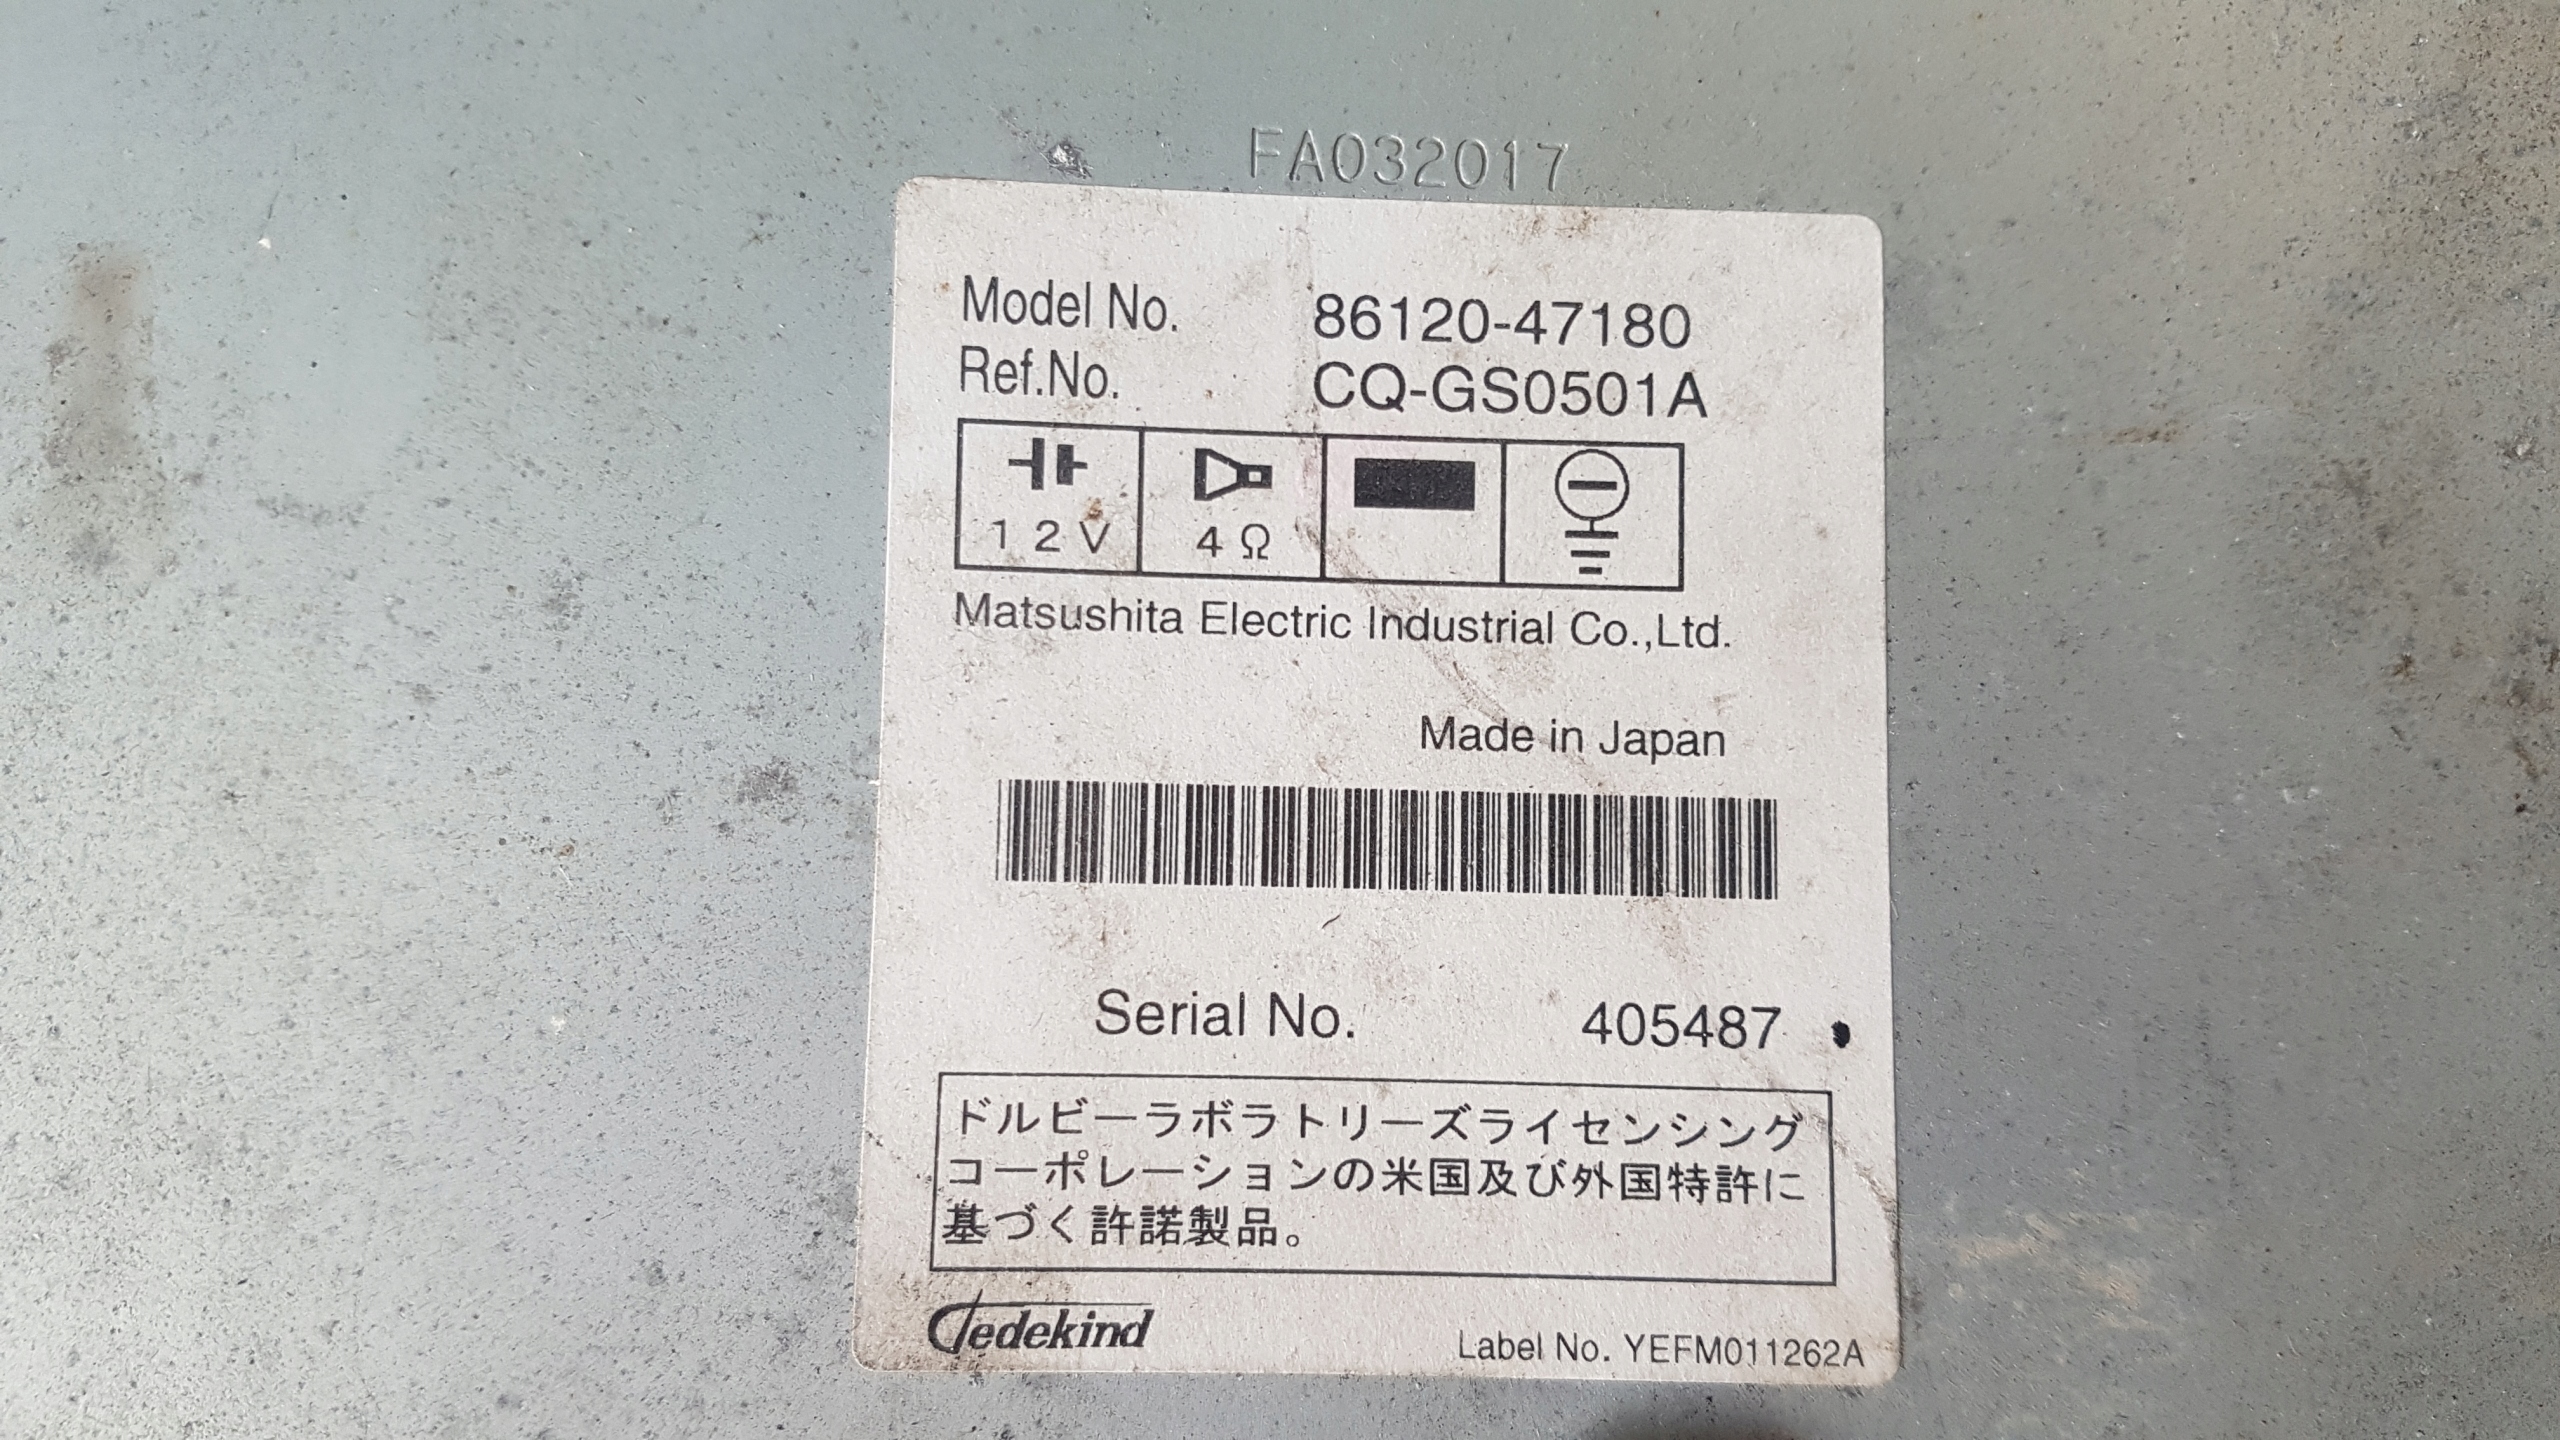 FA032017
Model No. 86120-47180
Ref.No. CQ-GS0501A
12V 4Ω
Matsushita Electric Industrial Co.,Ltd.
Made in Japan
Serial No. 405487
ドルビーラボラトリーズライセンシング
コーポレーションの米国及び外国特許に
基づく許諾製品。
Gedekind
Label No. YEFM011262A